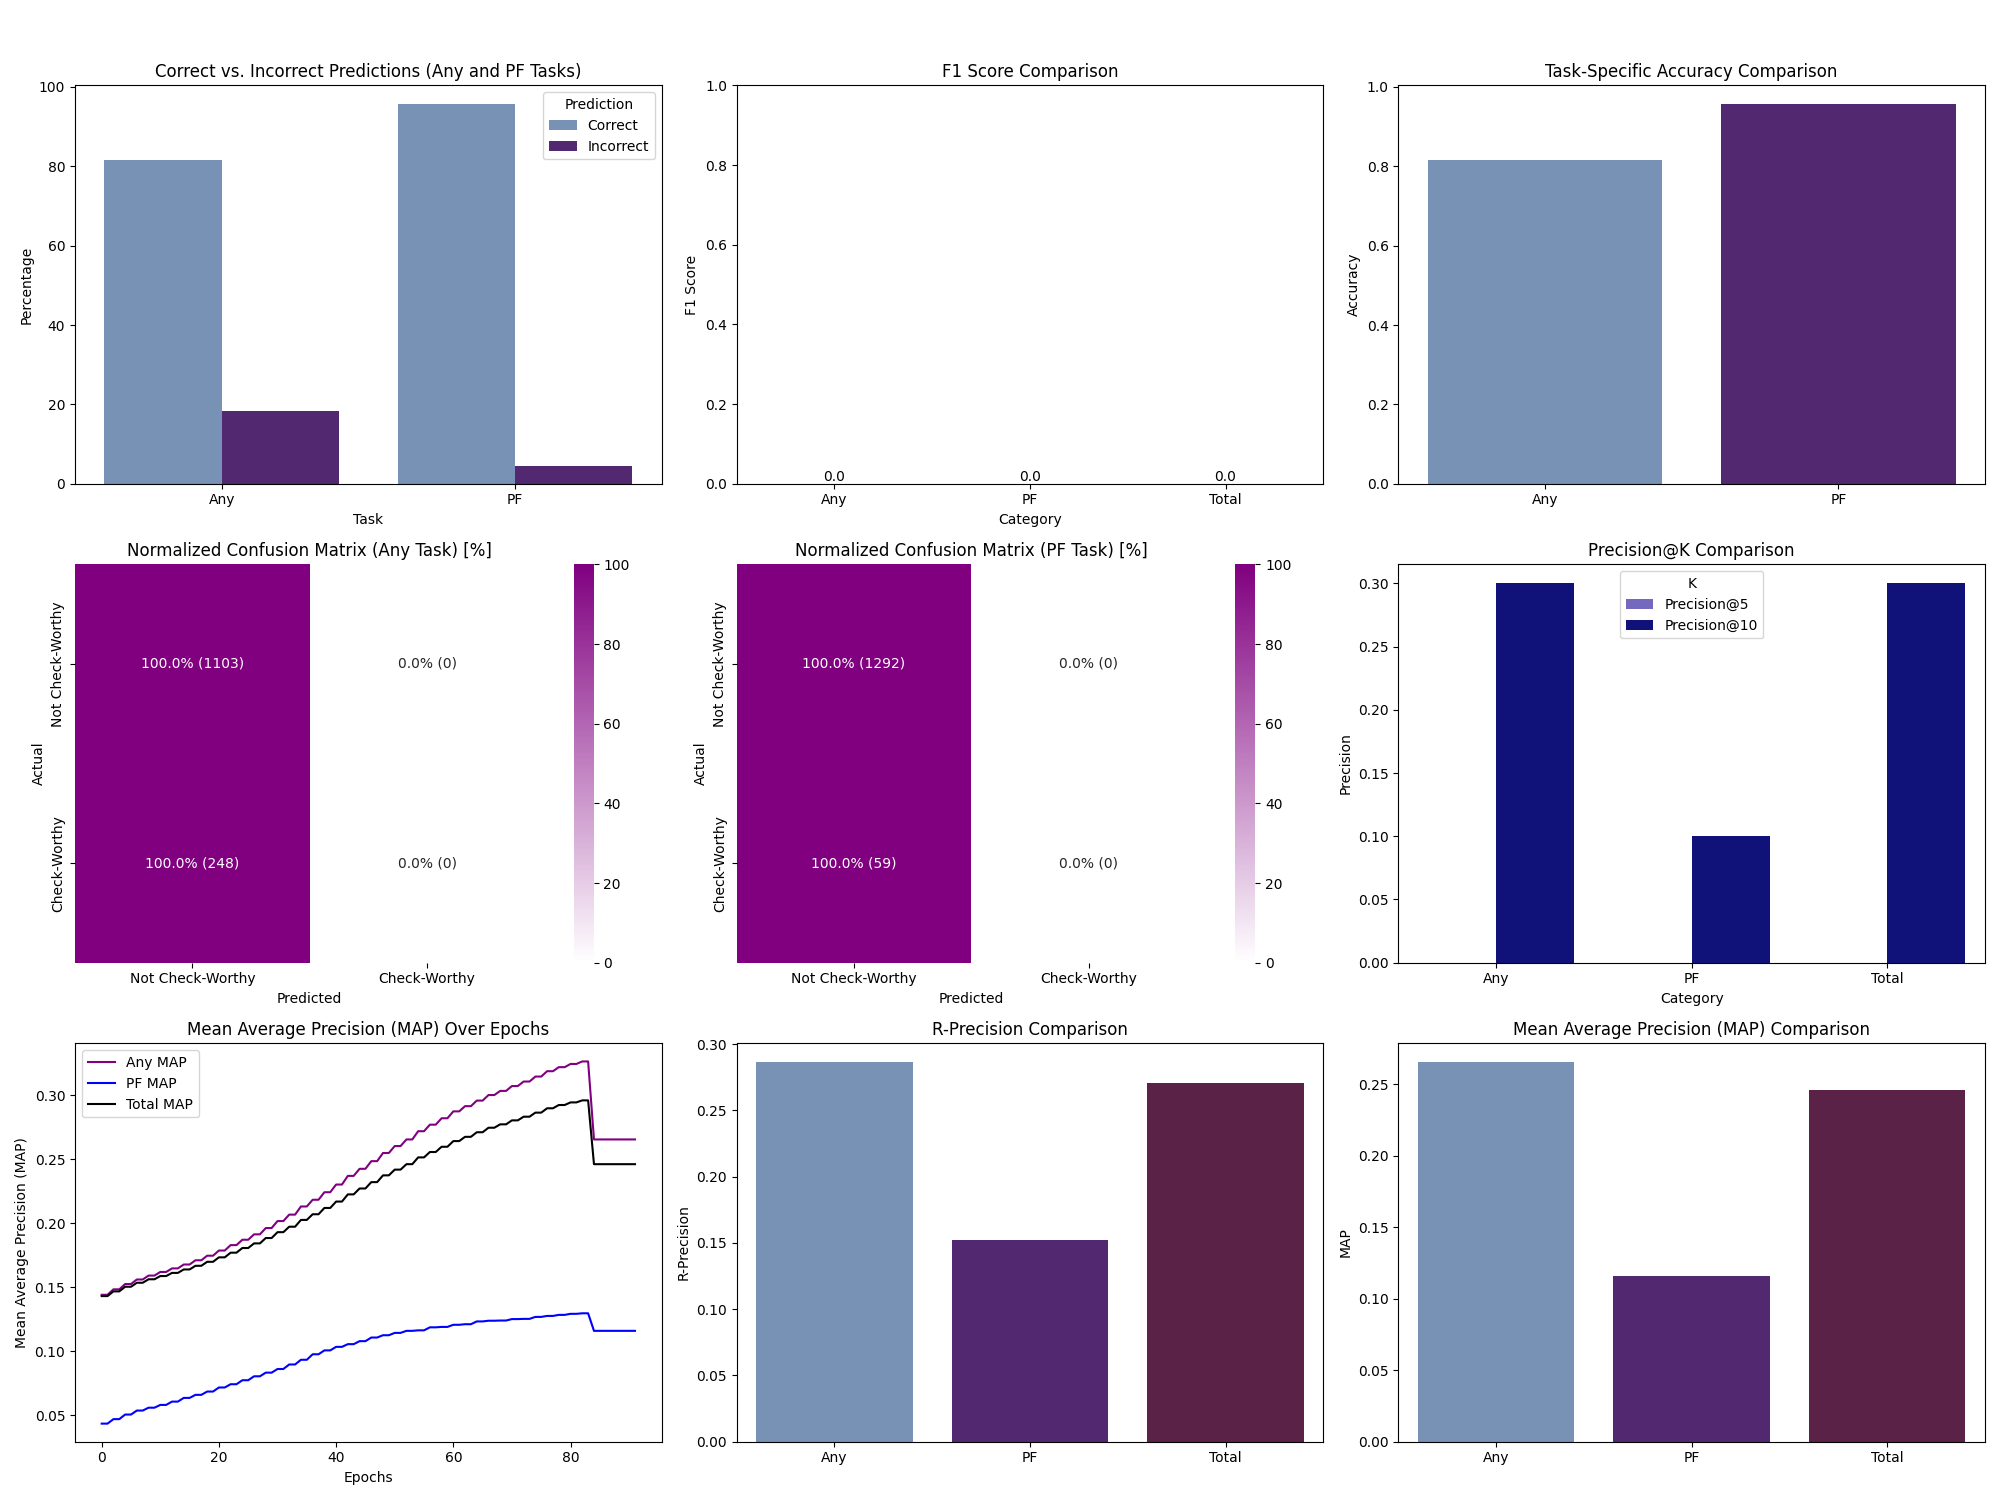 Correct vs. Incorrect Predictions (Any and PF Tasks)
Percentage
100
80
60
40
20
0
Prediction
Correct
Incorrect
Any
PF
Task
F1 Score Comparison
F1 Score
1.0
0.8
0.6
0.4
0.2
0.0
0.0
0.0
0.0
Any
PF
Total
Category
Task-Specific Accuracy Comparison
Accuracy
1.0
0.8
0.6
0.4
0.2
0.0
Any
PF
Normalized Confusion Matrix (Any Task) [%]
Actual
Not Check-Worthy
Check-Worthy
100.0% (1103)
0.0% (0)
100.0% (248)
0.0% (0)
Not Check-Worthy
Check-Worthy
Predicted
100
80
60
40
20
0
Normalized Confusion Matrix (PF Task) [%]
Actual
Not Check-Worthy
Check-Worthy
100.0% (1292)
0.0% (0)
100.0% (59)
0.0% (0)
Not Check-Worthy
Check-Worthy
Predicted
100
80
60
40
20
0
Precision@K Comparison
Precision
0.30
0.25
0.20
0.15
0.10
0.05
0.00
K
Precision@5
Precision@10
Any
PF
Total
Category
Mean Average Precision (MAP) Over Epochs
Mean Average Precision (MAP)
0.30
0.25
0.20
0.15
0.10
0.05
Any MAP
PF MAP
Total MAP
0
20
40
60
80
Epochs
R-Precision Comparison
R-Precision
0.30
0.25
0.20
0.15
0.10
0.05
0.00
Any
PF
Total
Mean Average Precision (MAP) Comparison
MAP
0.25
0.20
0.15
0.10
0.05
0.00
Any
PF
Total